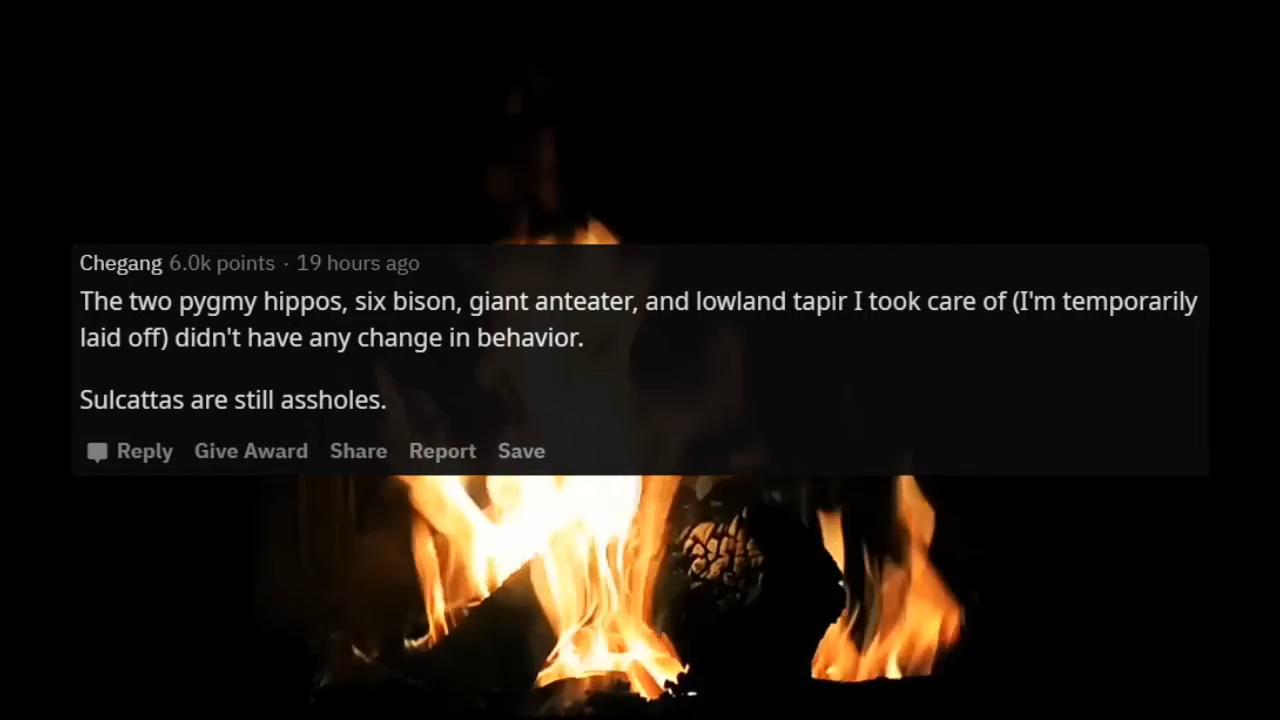 Chegang 6.0k points · 19 hours ago
The two pygmy hippos, six bison, giant anteater, and lowland tapir I took care of (I'm temporarily
laid off) didn't have any change in behavior.
Sulcattas are still assholes.
Reply Give Award Share Report Save